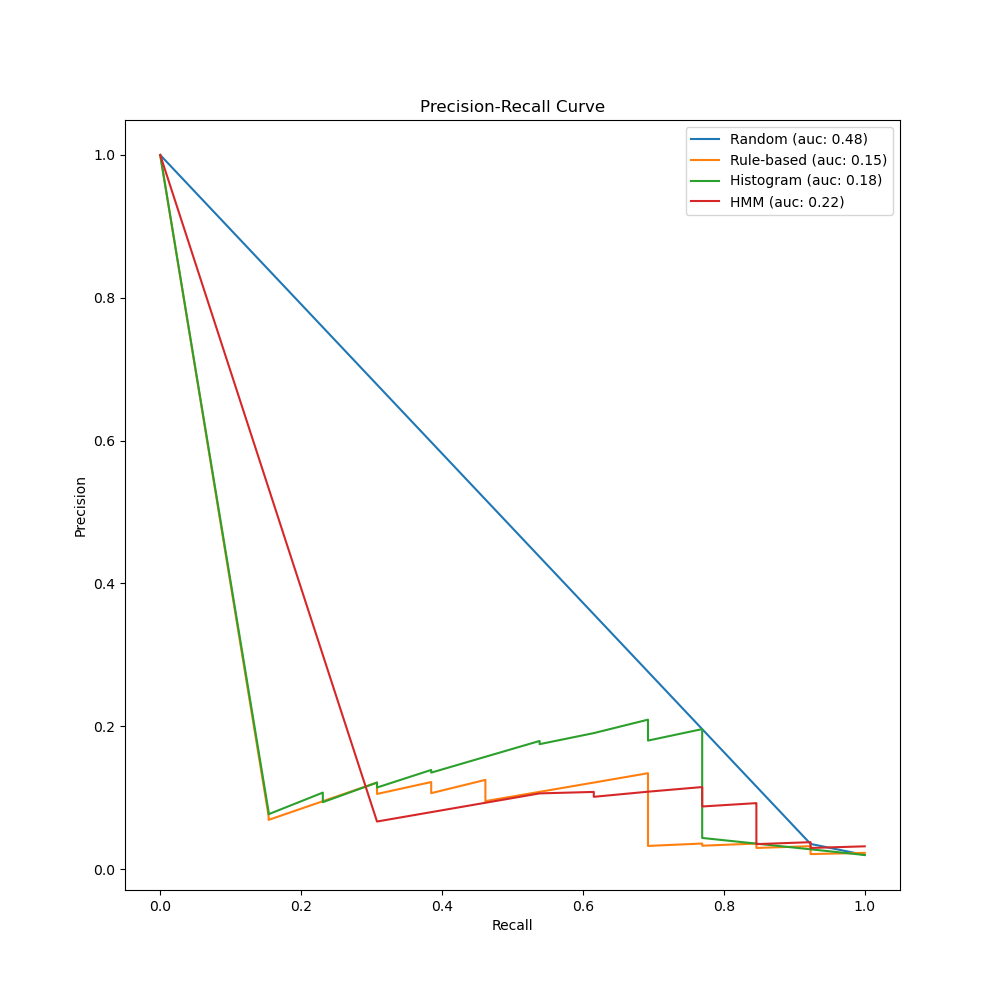 Precision-Recall Curve
Random (auc: 0.48)
Rule-based (auc: 0.15)
Histogram (auc: 0.18)
HMM (auc: 0.22)
Precision
1.0
0.8
0.6
0.4
0.2
0.0
0.0 0.2 0.4 0.6 0.8 1.0
Recall